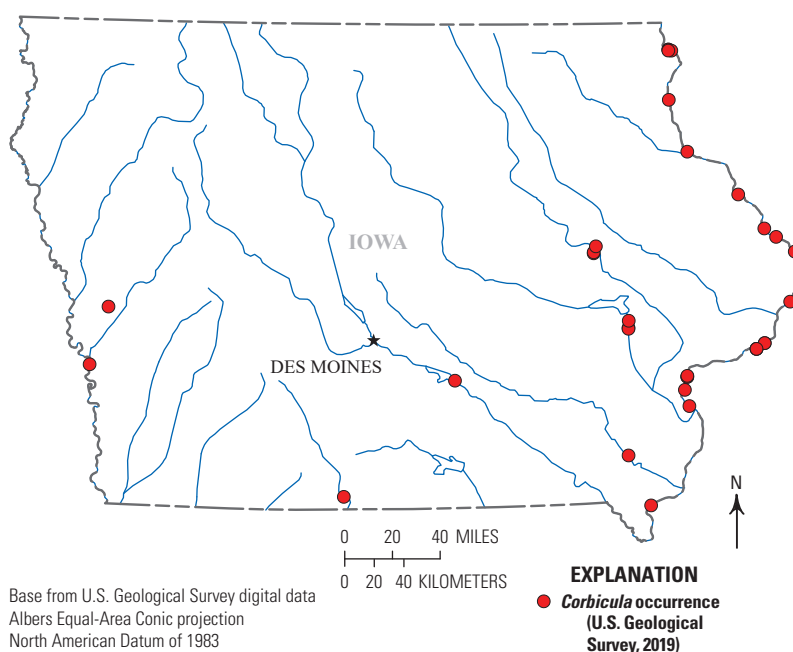 IOWA
DES MOINES
N
0 20 40 MILES
0 20 40 KILOMETERS
EXPLANATION
Corbicula occurrence
(U.S. Geological
Survey, 2019)
Base from U.S. Geological Survey digital data
Albers Equal-Area Conic projection
North American Datum of 1983